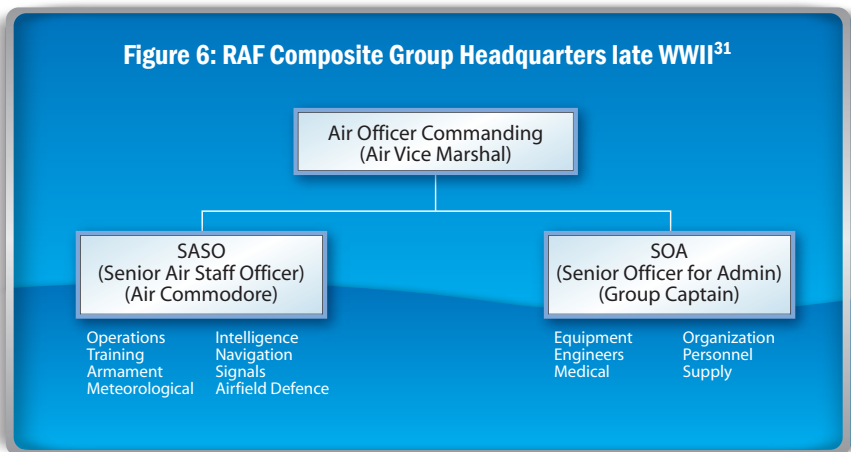 Figure 6: RAF Composite Group Headquarters late WWII31
Air Officer Commanding
(Air Vice Marshal)
SASO
(Senior Air Staff Officer)
(Air Commodore)
Operations
Training
Armament
Meteorological
Intelligence
Navigation
Signals
Airfield Defence
SOA
(Senior Officer for Admin)
(Group Captain)
Equipment
Engineers
Medical
Organization
Personnel
Supply